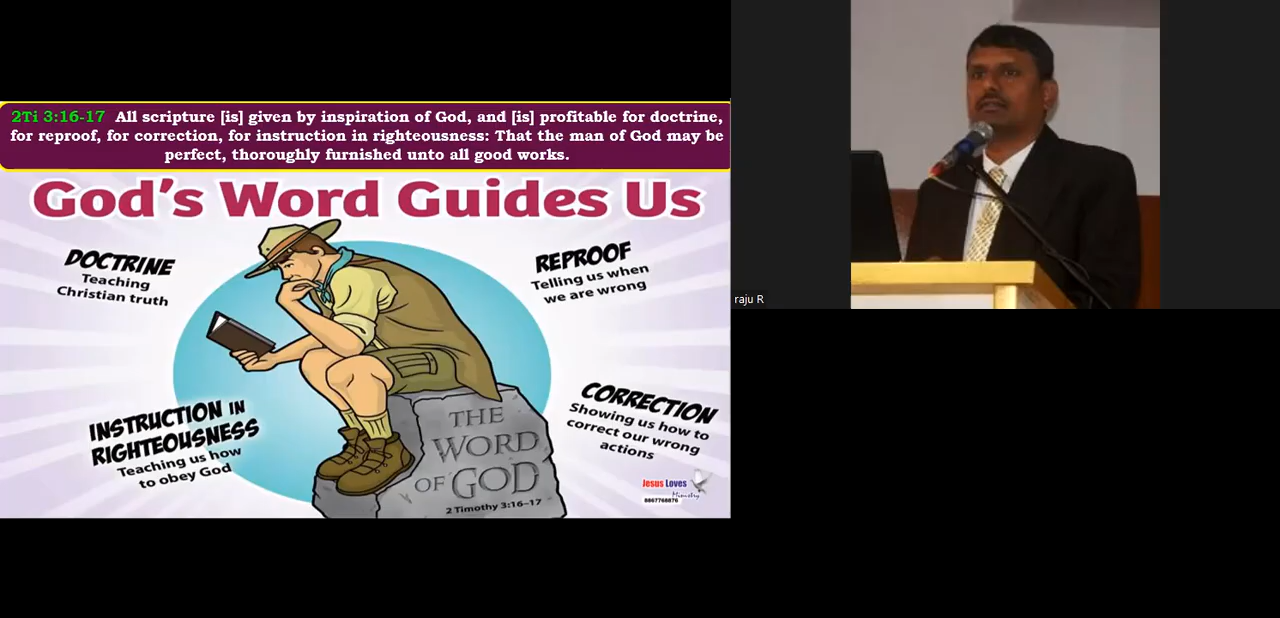 2Ti 3:16-17 All scripture [is] given by inspiration of God, and [is] profitable for doctrine,
for reproof, for correction, for instruction in righteousness: That the man of God may be
perfect, thoroughly furnished unto all good works.
God's Word Guides Us
DOCTRINE
Teaching
Christian truth
REPROOF
Telling us when
we are wrong
INSTRUCTION IN
RIGHTEOUSNESS
Teaching us how
to obey God
CORRECTION
Showing us how to
correct our wrong
actions
THE
WORD
OF GOD
2 Timothy 3:16–17
Jesus Loves
Ministry
8867768676
raju R